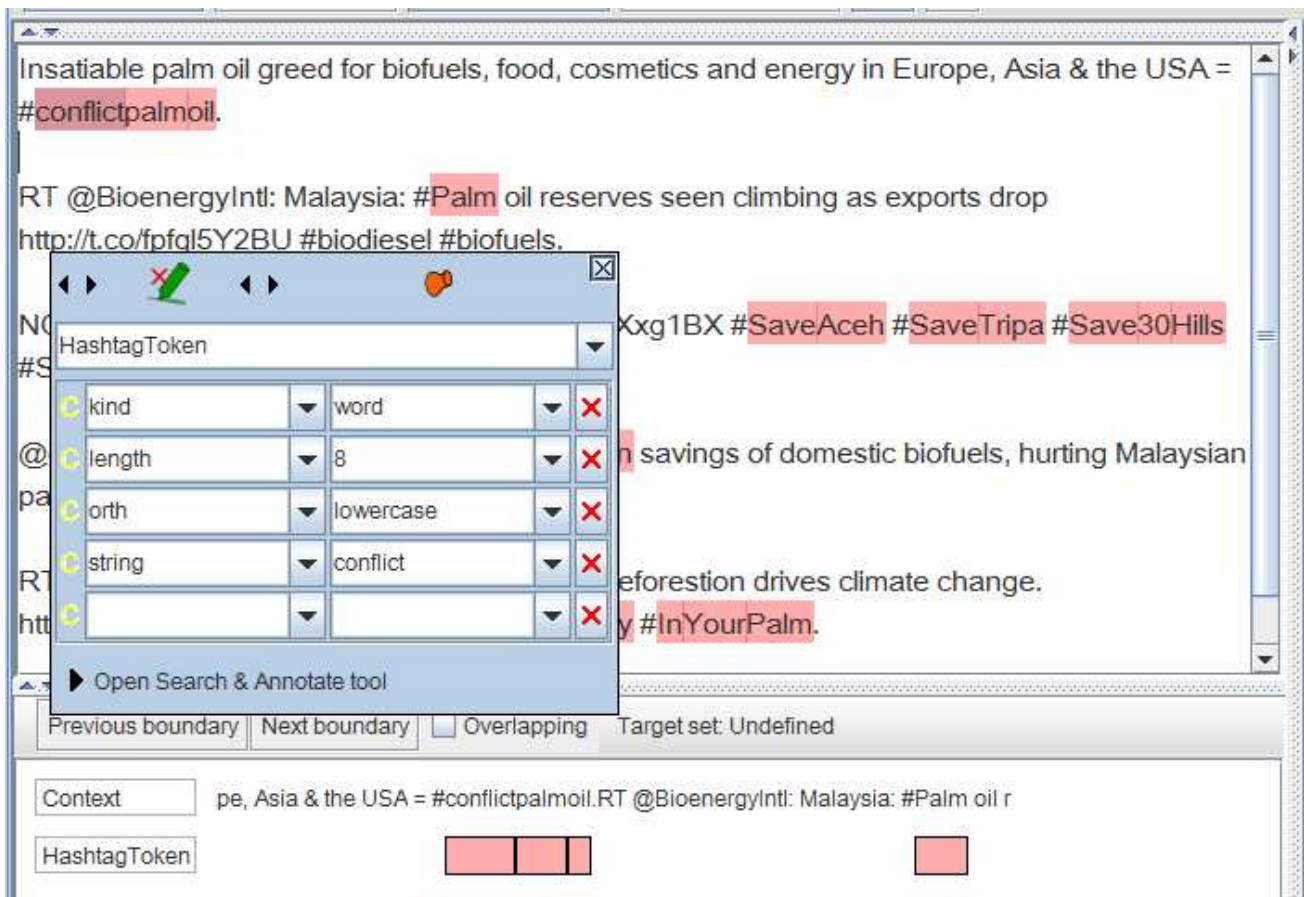 Insatiable palm oil greed for biofuels, food, cosmetics and energy in Europe, Asia & the USA =
#conflictpalmoil.
RT @BioenergyIntl: Malaysia: #Palm oil reserves seen climbing as exports drop
http://t.co/fpfql5Y2BU #biodiesel #biofuels.
Xxg1BX #SaveAceh #SaveTripa #Save30Hills
HashtagToken
#S
C kind word
@ C length 8 n savings of domestic biofuels, hurting Malaysian
pa C orth lowercase
C string conflict
RT eforestion drives climate change.
htt C y #InYourPalm.
Open Search & Annotate tool
Previous boundary Next boundary Overlapping Target set: Undefined
Context pe, Asia & the USA = #conflictpalmoil.RT @BioenergyIntl: Malaysia: #Palm oil r
HashtagToken